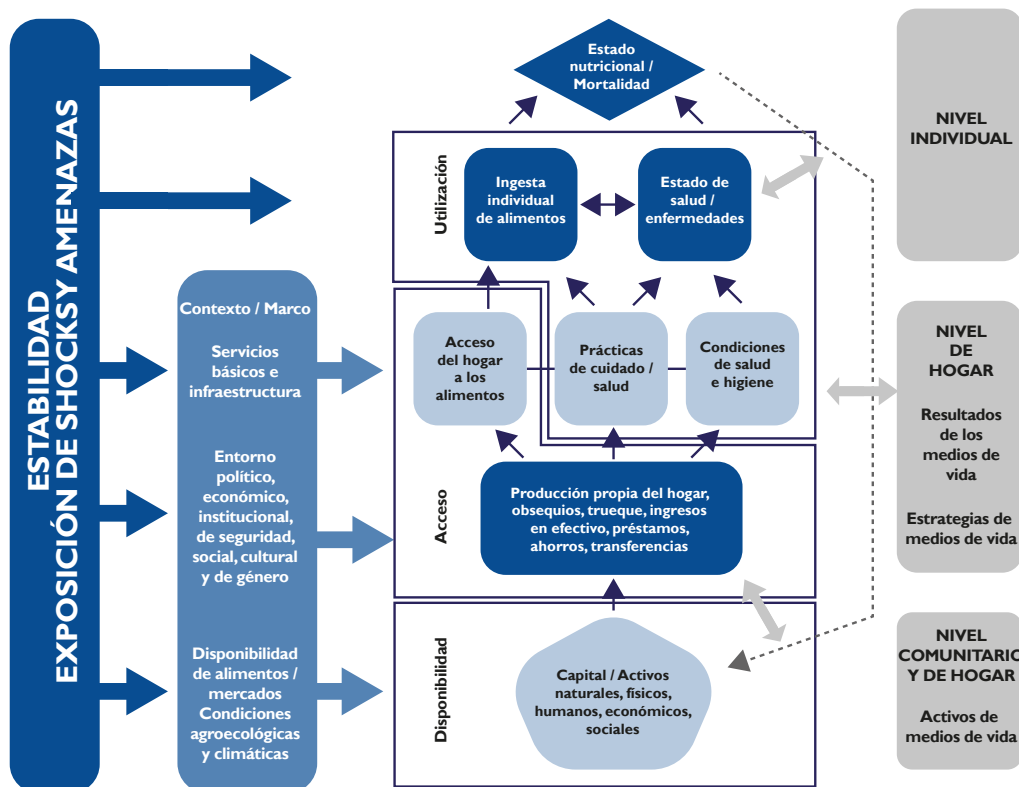 ESTABILIDAD
EXPOSICIÓN DE SHOCKS Y AMENAZAS
Contexto / Marco
Servicios
básicos e
infraestructura
Entorno
político,
económico,
institucional,
de seguridad,
social, cultural
y de género
Disponibilidad
de alimentos /
mercados
Condiciones
agroecológicas
y climáticas
Estado
nutricional /
Mortalidad
Utilización
Ingesta
individual
de alimentos
Estado de
salud /
enfermedades
Acceso
del hogar
a los
alimentos
Prácticas
de cuidado /
salud
Condiciones
de salud
e higiene
Acceso
Producción propia del hogar,
obsequios, trueque, ingresos
en efectivo, préstamos,
ahorros, transferencias
Disponibilidad
Capital / Activos
naturales, físicos,
humanos, económicos,
sociales
NIVEL
INDIVIDUAL
NIVEL
DE
HOGAR
Resultados
de los
medios de
vida
Estrategias de
medios de vida
NIVEL
COMUNITARIO
Y DE HOGAR
Activos de
medios de vida